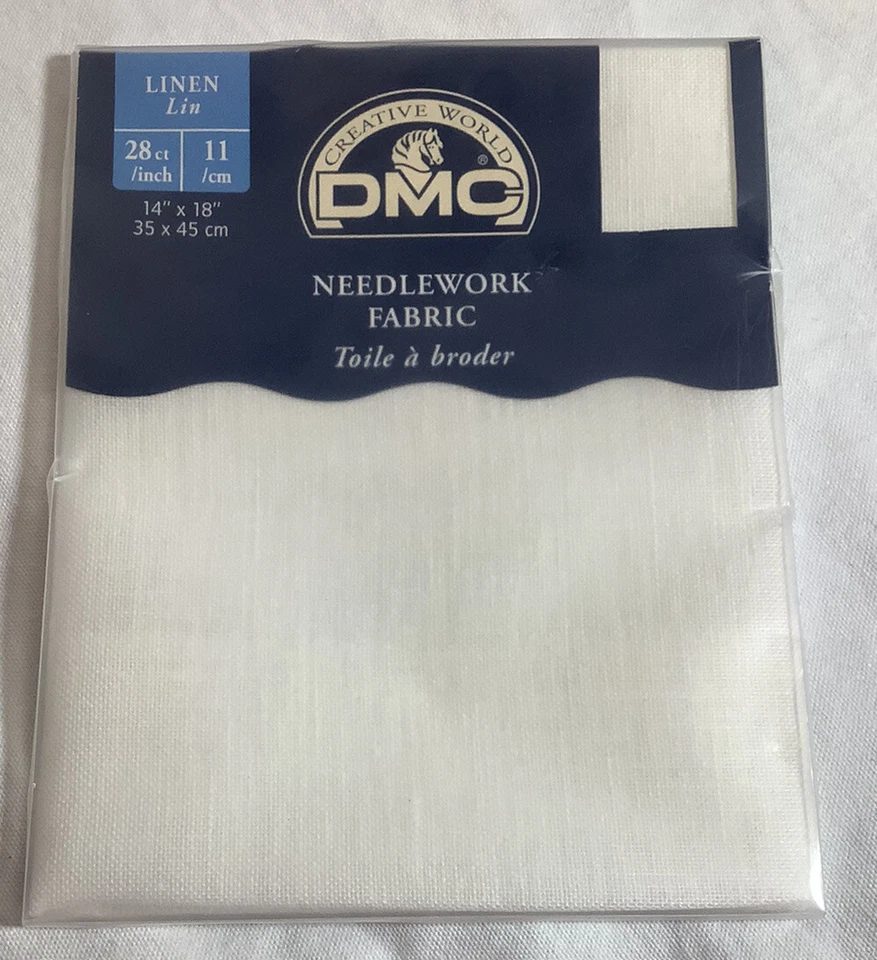 LINEN
Lin
28 ct
/inch
11
/cm
14" x 18"
35 x 45 cm
CREATIVE WORLD
®
DMC
NEEDLEWORK
FABRIC
Toile à broder